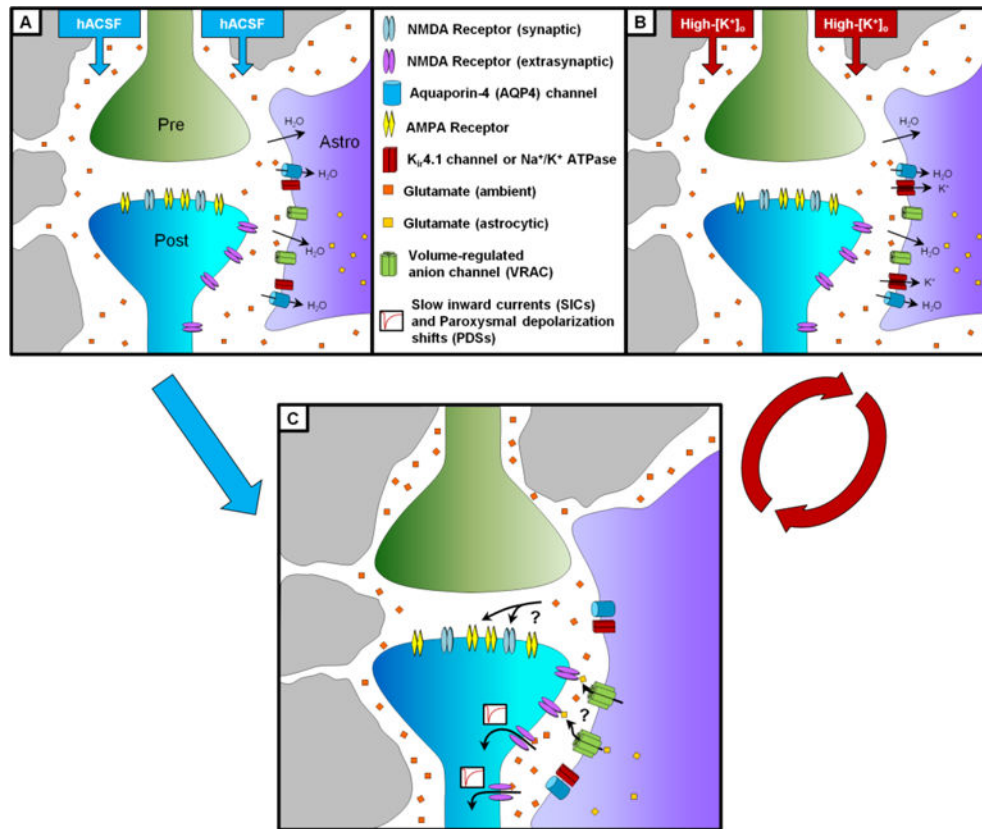 A
hACSF
hACSF
Pre
Post
Astro
H₂O
H₂O
H₂O
H₂O
NMDA Receptor (synaptic)
NMDA Receptor (extrasynaptic)
Aquaporin-4 (AQP4) channel
AMPA Receptor
Kᵢᵣ4.1 channel or Na⁺/K⁺ ATPase
Glutamate (ambient)
Glutamate (astrocytic)
Volume-regulated
anion channel (VRAC)
Slow inward currents (SICs)
and Paroxysmal depolarization
shifts (PDSs)
B
High-[K⁺]ₒ
High-[K⁺]ₒ
H₂O
H₂O
K⁺
H₂O
K⁺
H₂O
C
?
?